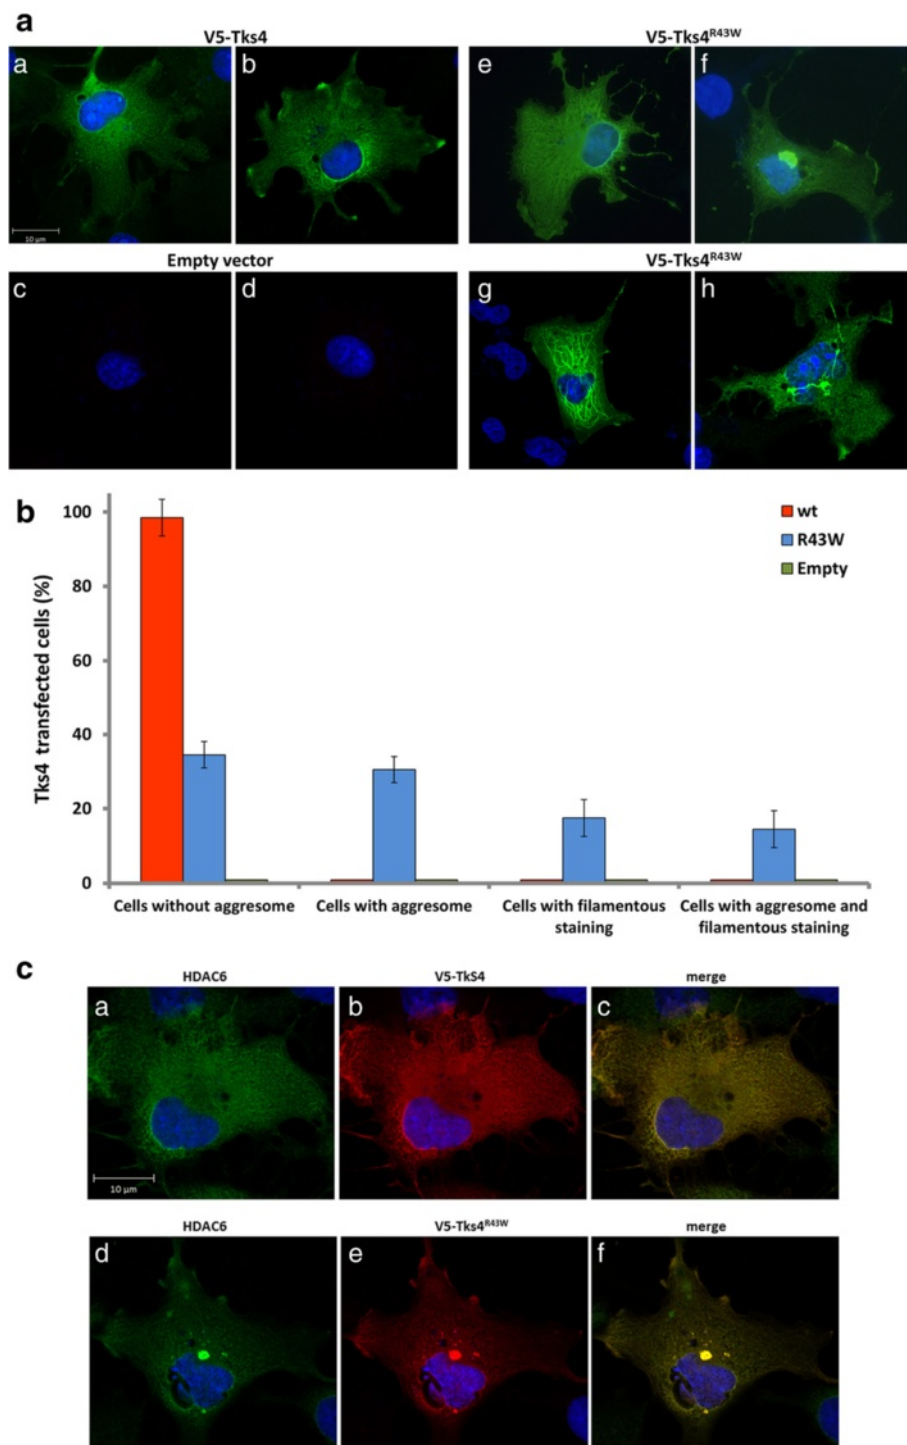 a
V5-Tks4 V5-Tks4R43W
a b e f
10 µm
Empty vector V5-Tks4R43W
c d g h
b
100
80
60
40
20
0
Tks4 transfected cells (%)
wt
R43W
Empty
Cells without aggresome Cells with aggresome Cells with filamentous staining Cells with aggresome and filamentous staining
c
HDAC6 V5-TkS4 merge
a b c
10 µm
HDAC6 V5-Tks4R43W merge
d e f